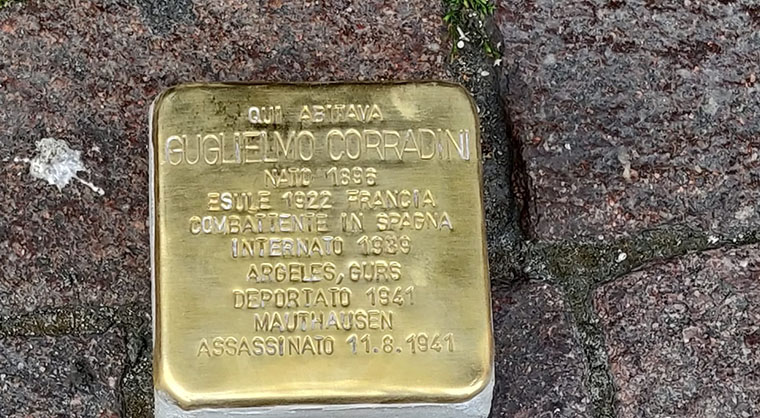 QUI ABITAVA
GUGLIELMO CORRADINI
NATO 1896
ESULE 1922 FRANCIA
COMBATTENTE IN SPAGNA
INTERNATO 1939
ARGELES, GURS
DEPORTATO 1941
MAUTHAUSEN
ASSASSINATO 11.8.1941